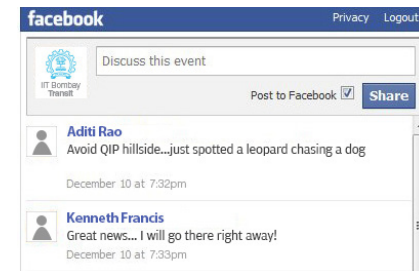 facebook
Privacy Logout
Discuss this event
IIT Bombay
Transit
Post to Facebook
Share
Aditi Rao
Avoid QIP hillside...just spotted a leopard chasing a dog
December 10 at 7:32pm
Kenneth Francis
Great news... I will go there right away!
December 10 at 7:33pm